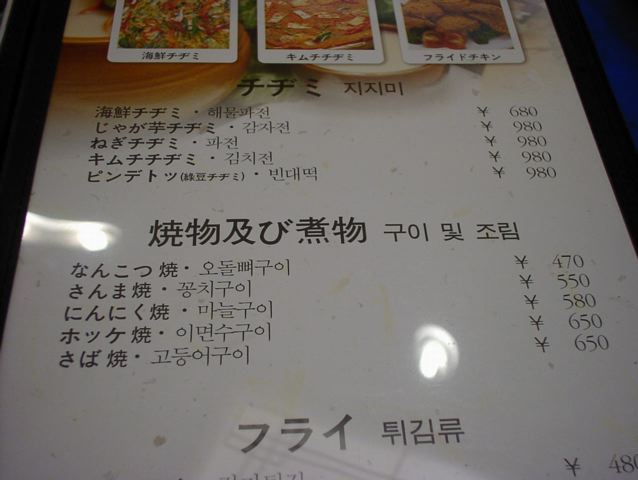 海鮮チヂミ
キムチチヂミ
フライドチキン
チヂミ 지지미
海鮮チヂミ・해물파전 ¥ 680
じゃが芋チヂミ・감자전 ¥ 980
ねぎチヂミ・파전 ¥ 980
キムチチヂミ・김치전 ¥ 980
ピンデトッ(緑豆チヂミ)・빈대떡 ¥ 980
焼物及び煮物 구이 및 조림
なんこつ焼・오돌뼈구이 ¥ 470
さんま焼・꽁치구이 ¥ 550
にんにく焼・마늘구이 ¥ 580
ホッケ焼・이면수구이 ¥ 650
さば焼・고등어구이 ¥ 650
フライ 튀김류
¥ 480